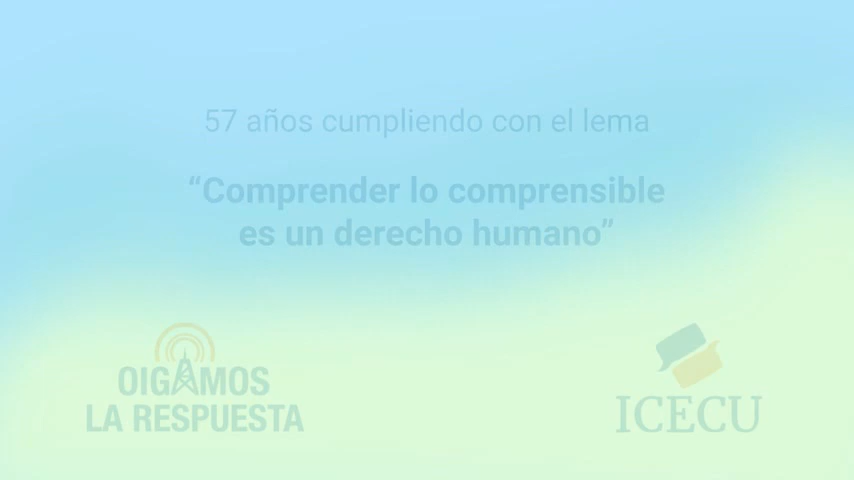 57 años cumpliendo con el lema
“Comprender lo comprensible
es un derecho humano”
OIGAMOS
LA RESPUESTA
ICECU